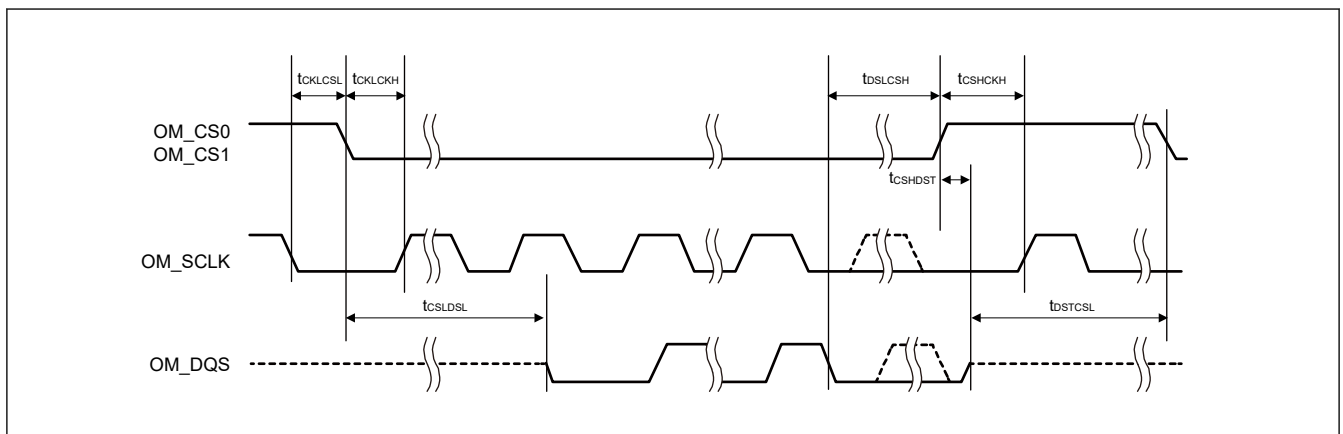 tCKLCSL tCKLCKH tDSLCSH tCSHCKH
OM_CS0
OM_CS1
tCSHDST
OM_SCLK
tCSLDSL tDSTCSL
OM_DQS